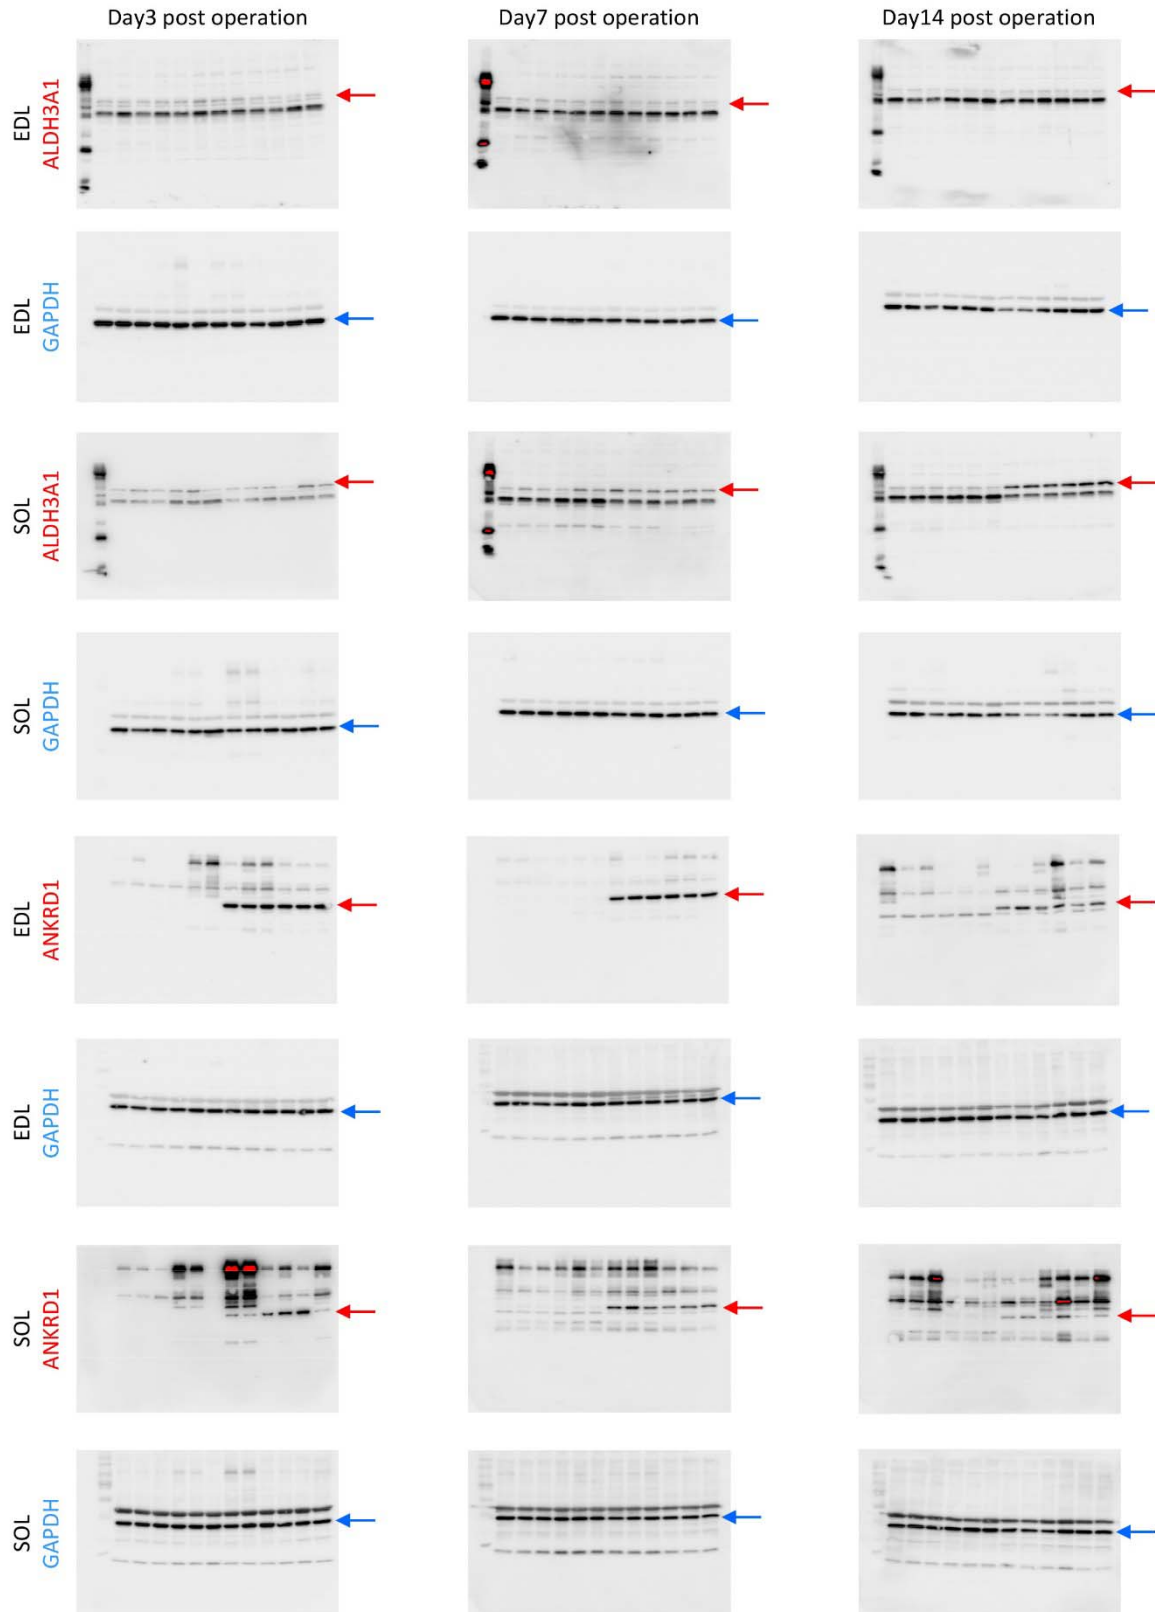 Day3 post operation
Day7 post operation
Day14 post operation
EDL
ALDH3A1
EDL
GAPDH
SOL
ALDH3A1
SOL
GAPDH
EDL
ANKRD1
EDL
GAPDH
SOL
ANKRD1
SOL
GAPDH